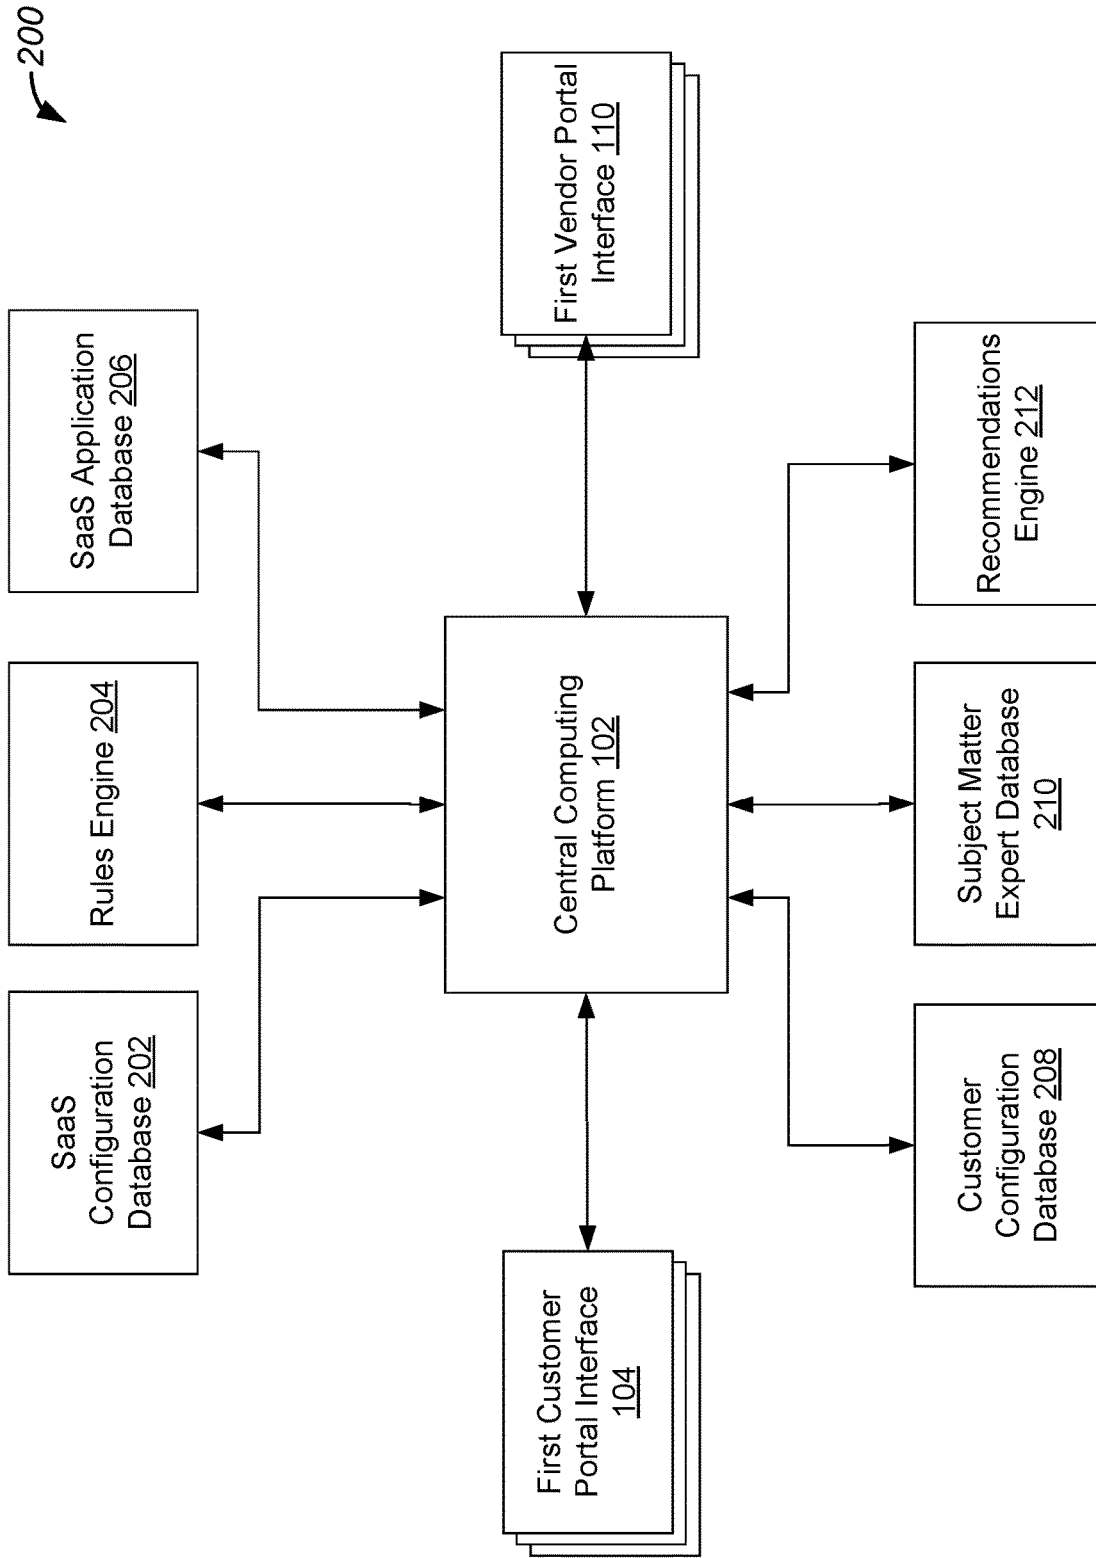 200
SaaS
Configuration
Database 202
Rules Engine 204
SaaS Application
Database 206
First Customer
Portal Interface
104
Central Computing
Platform 102
First Vendor Portal
Interface 110
Customer
Configuration
Database 208
Subject Matter
Expert Database
210
Recommendations
Engine 212